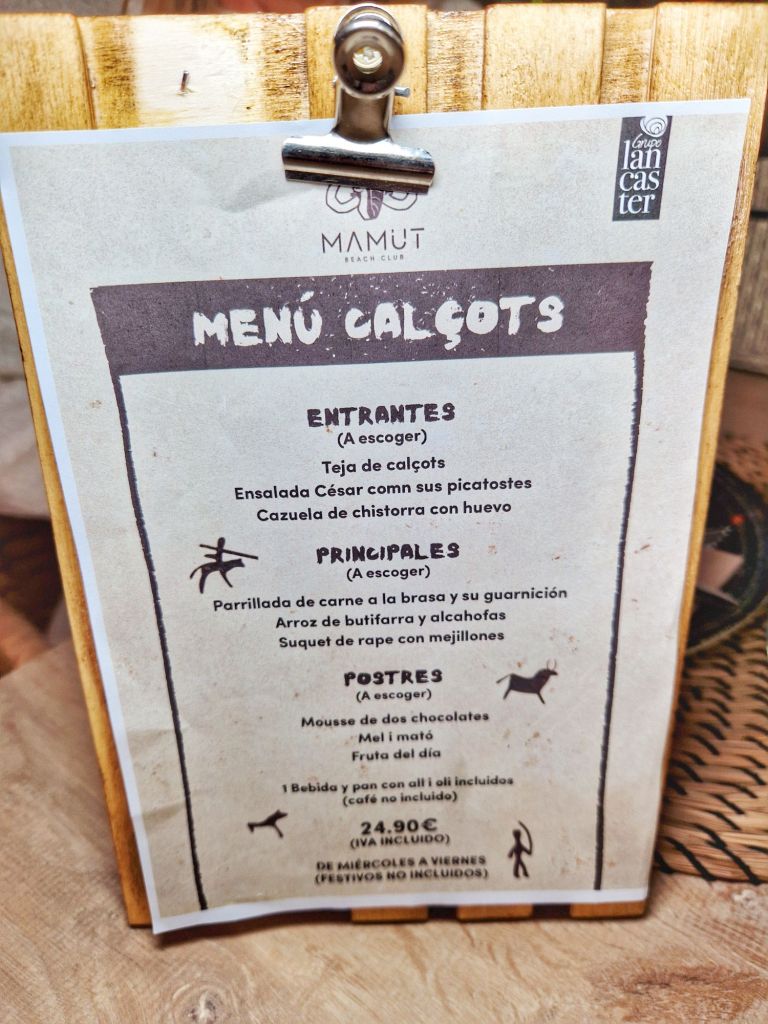 Grupo
lan
cas
ter
MAMUT
BEACH CLUB
MENÚ CALÇOTS
ENTRANTES
(A escoger)
Teja de calçots
Ensalada César comn sus picatostes
Cazuela de chistorra con huevo
PRINCIPALES
(A escoger)
Parrillada de carne a la brasa y su guarnición
Arroz de butifarra y alcahofas
Suquet de rape con mejillones
POSTRES
(A escoger)
Mousse de dos chocolates
Mel i mató
Fruta del día
1 Bebida y pan con all i oli incluidos
(café no incluido)
24.90€
(IVA INCLUIDO)
DE MIÉRCOLES A VIERNES
(FESTIVOS NO INCLUIDOS)